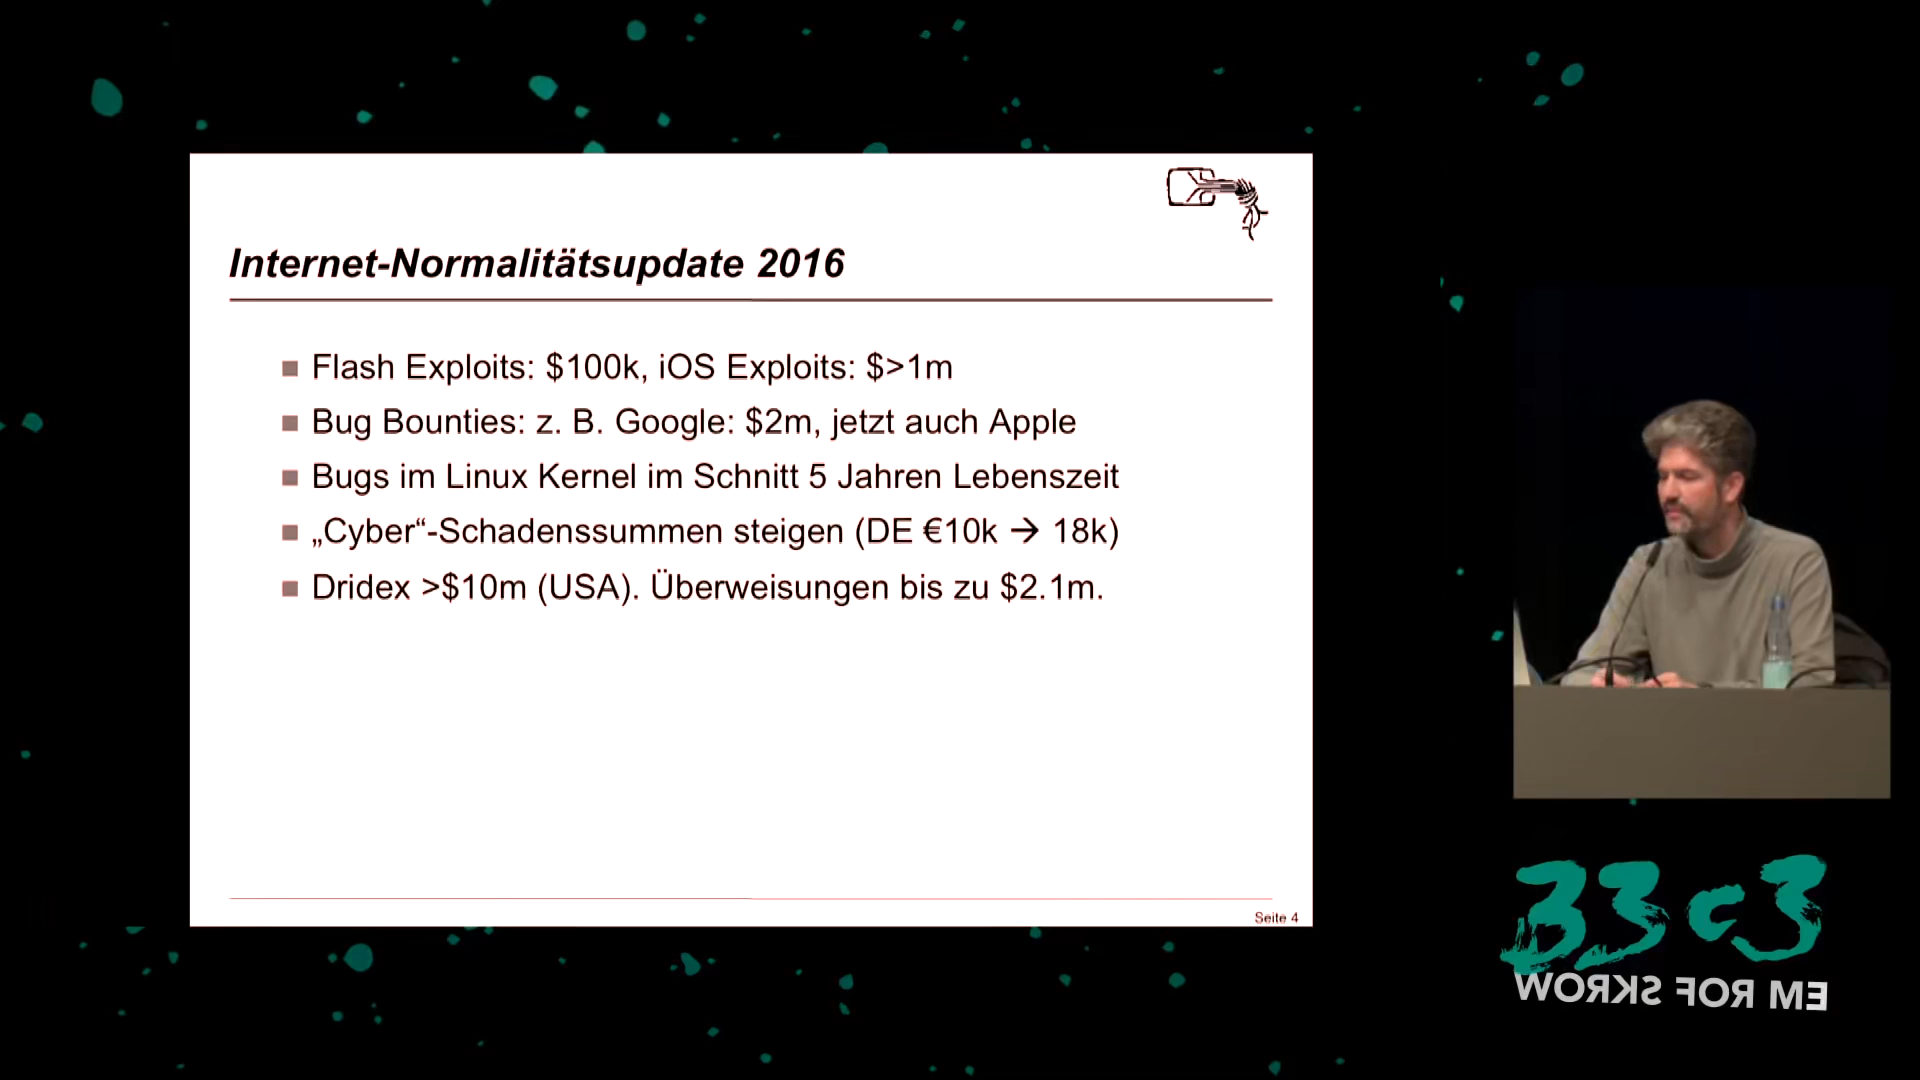 Internet-Normalitätsupdate 2016
Flash Exploits: $100k, iOS Exploits: $>1m
Bug Bounties: z. B. Google: $2m, jetzt auch Apple
Bugs im Linux Kernel im Schnitt 5 Jahren Lebenszeit
„Cyber“-Schadenssummen steigen (DE €10k → 18k)
Dridex >$10m (USA). Überweisungen bis zu $2.1m.
Seite 4
33c3
WORKS FOR ME